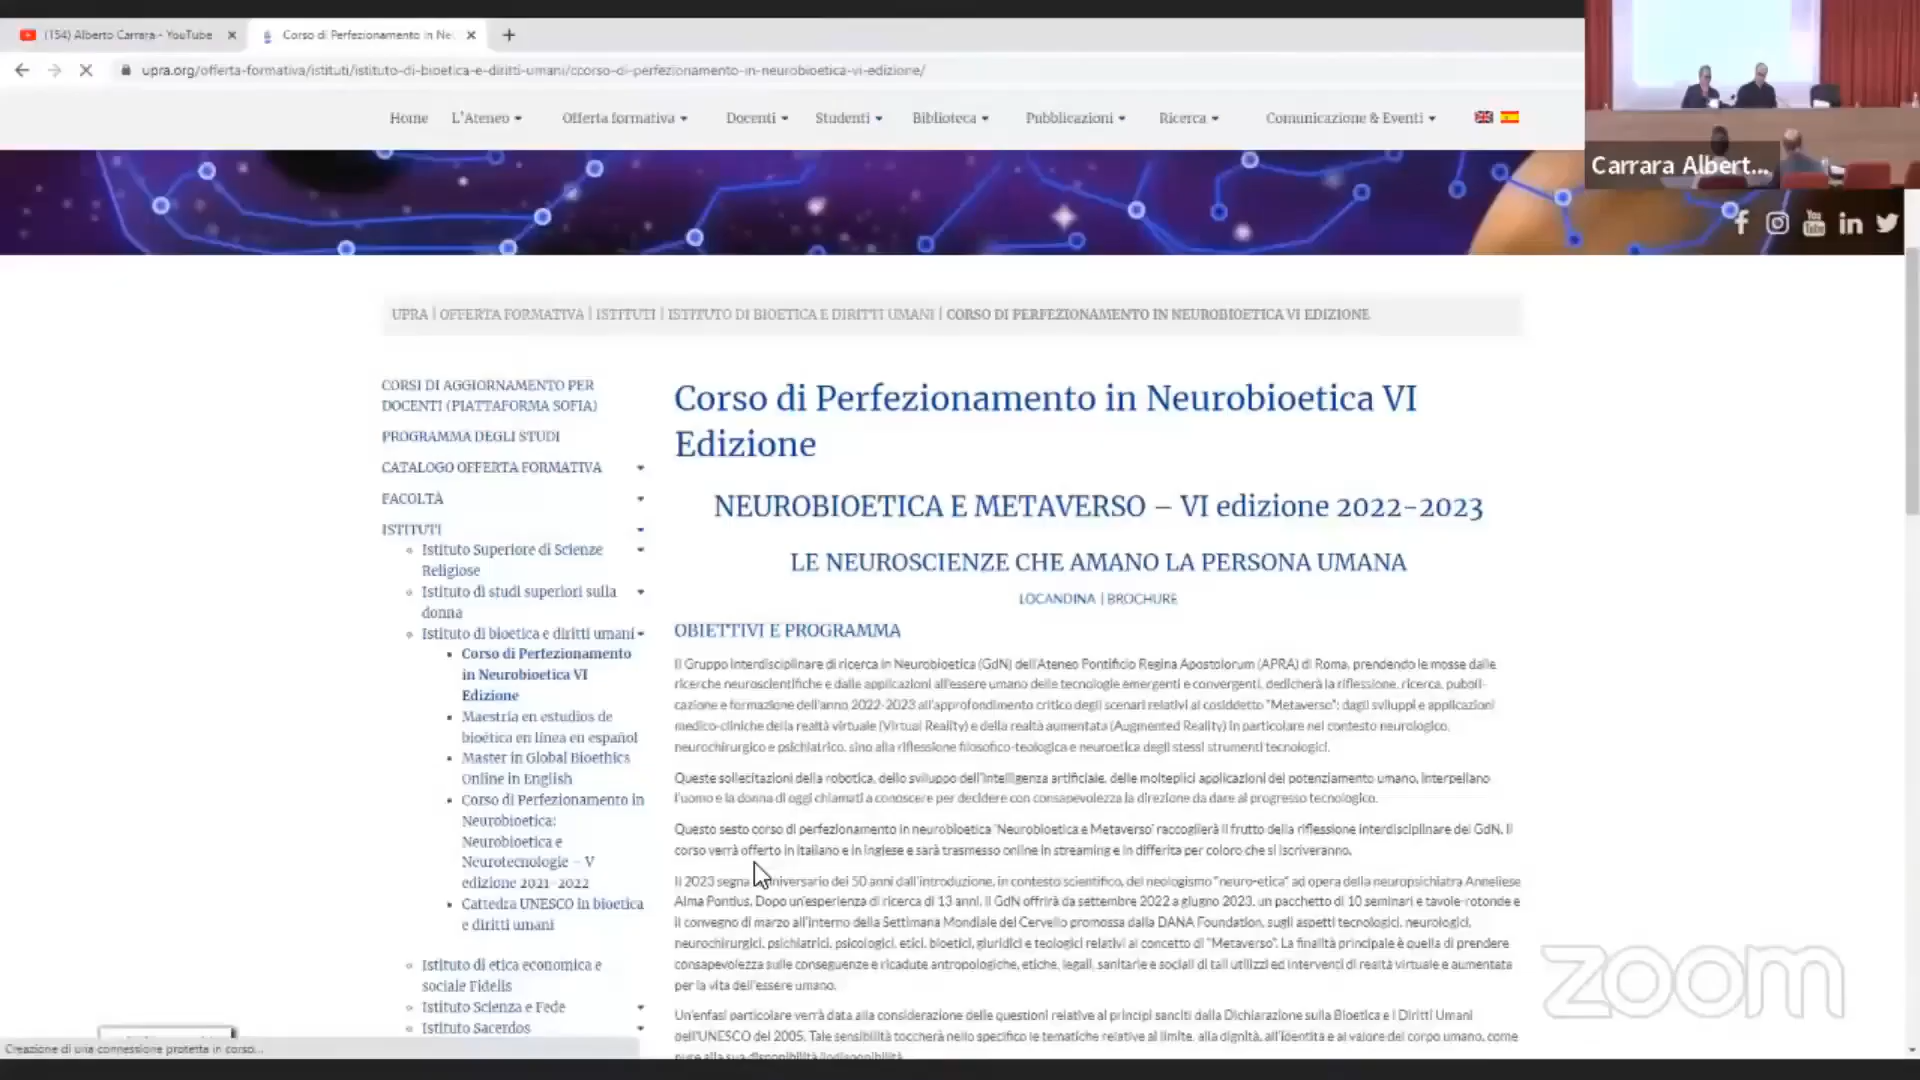 (154) Alberto Carrara - YouTube
Corso di Perfezionamento in Ne
upra.org/offerta-formativa/istituti/istituto-di-bioetica-e-diritti-umani/ccorso-di-perfezionamento-in-neurobioetica-vi-edizione/
Home L'Ateneo Offerta formativa Docenti Studenti Biblioteca Pubblicazioni Ricerca Comunicazione & Eventi
Carrara Albert...
UPRA | OFFERTA FORMATIVA | ISTITUTI | ISTITUTO DI BIOETICA E DIRITTI UMANI | CORSO DI PERFEZIONAMENTO IN NEUROBIOETICA VI EDIZIONE
CORSI DI AGGIORNAMENTO PER
DOCENTI (PIATTAFORMA SOFIA)
PROGRAMMA DEGLI STUDI
CATALOGO OFFERTA FORMATIVA
FACOLTÀ
ISTITUTI
Istituto Superiore di Scienze
Religiose
Istituto di studi superiori sulla
donna
Istituto di bioetica e diritti umani
Corso di Perfezionamento
in Neurobioetica VI
Edizione
Maestria en estudios de
bioética en línea en español
Master in Global Bioethics
Online in English
Corso di Perfezionamento in
Neurobioetica:
Neurobioetica e
Neurotecnologie – V
edizione 2021-2022
Cattedra UNESCO in bioetica
e diritti umani
Istituto di etica economica e
sociale Fidelis
Istituto Scienza e Fede
Istituto Sacerdos
Corso di Perfezionamento in Neurobioetica VI
Edizione
NEUROBIOETICA E METAVERSO – VI edizione 2022-2023
LE NEUROSCIENZE CHE AMANO LA PERSONA UMANA
LOCANDINA | BROCHURE
OBIETTIVI E PROGRAMMA
Il Gruppo Interdisciplinare di ricerca in Neurobioetica (GdN) dell'Ateneo Pontificio Regina Apostolorum (APRA) di Roma, prendendo le mosse dalle
ricerche neuroscientifiche e dalle applicazioni all'essere umano delle tecnologie emergenti e convergenti, dedicherà la riflessione, ricerca, pubbli-
cazione e formazione dell'anno 2022-2023 all'approfondimento critico degli scenari relativi al cosiddetto "Metaverso": dagli sviluppi e applicazioni
medico-cliniche della realtà virtuale (Virtual Reality) e della realtà aumentata (Augmented Reality) in particolare nel contesto neurologico,
neurochirurgico e psichiatrico, sino alla riflessione filosofico-teologica e neuroetica degli stessi strumenti tecnologici.
Queste sollecitazioni della robotica, dello sviluppo dell'intelligenza artificiale, delle molteplici applicazioni del potenziamento umano, interpellano
l'uomo e la donna di oggi chiamati a conoscere per decidere con consapevolezza la direzione da dare al progresso tecnologico.
Questo sesto corso di perfezionamento in neurobioetica "Neurobioetica e Metaverso" raccoglierà il frutto della riflessione interdisciplinare del GdN. Il
corso verrà offerto in italiano e in inglese e sarà trasmesso online in streaming e in differita per coloro che si iscriveranno.
Il 2023 segna niversario dei 50 anni dall'introduzione, in contesto scientifico, del neologismo "neuro-etica" ad opera della neuropsichiatra Anneliese
Alma Pontius. Dopo un'esperienza di ricerca di 13 anni, il GdN offrirà da settembre 2022 a giugno 2023, un pacchetto di 10 seminari e tavole-rotonde e
il convegno di marzo all'interno della Settimana Mondiale del Cervello promossa dalla DANA Foundation, sugli aspetti tecnologici, neurologici,
neurochirurgici, psichiatrici, psicologici, etici, bioetici, giuridici e teologici relativi al concetto di "Metaverso". La finalità principale è quella di prendere
consapevolezza sulle conseguenze e ricadute antropologiche, etiche, legali, sanitarie e sociali di tali utilizzi ed interventi di realtà virtuale e aumentata
per la vita dell'essere umano.
Un'enfasi particolare verrà data alla considerazione delle questioni relative ai principi sanciti dalla Dichiarazione sulla Bioetica e i Diritti Umani
dell'UNESCO del 2005. Tale sensibilità toccherà nello specifico le tematiche relative al limite, alla dignità, all'identità e al valore del corpo umano, come
pure alla sua disponibilità/indisponibilità.
Creazione di una connessione protetta in corso...
zoom